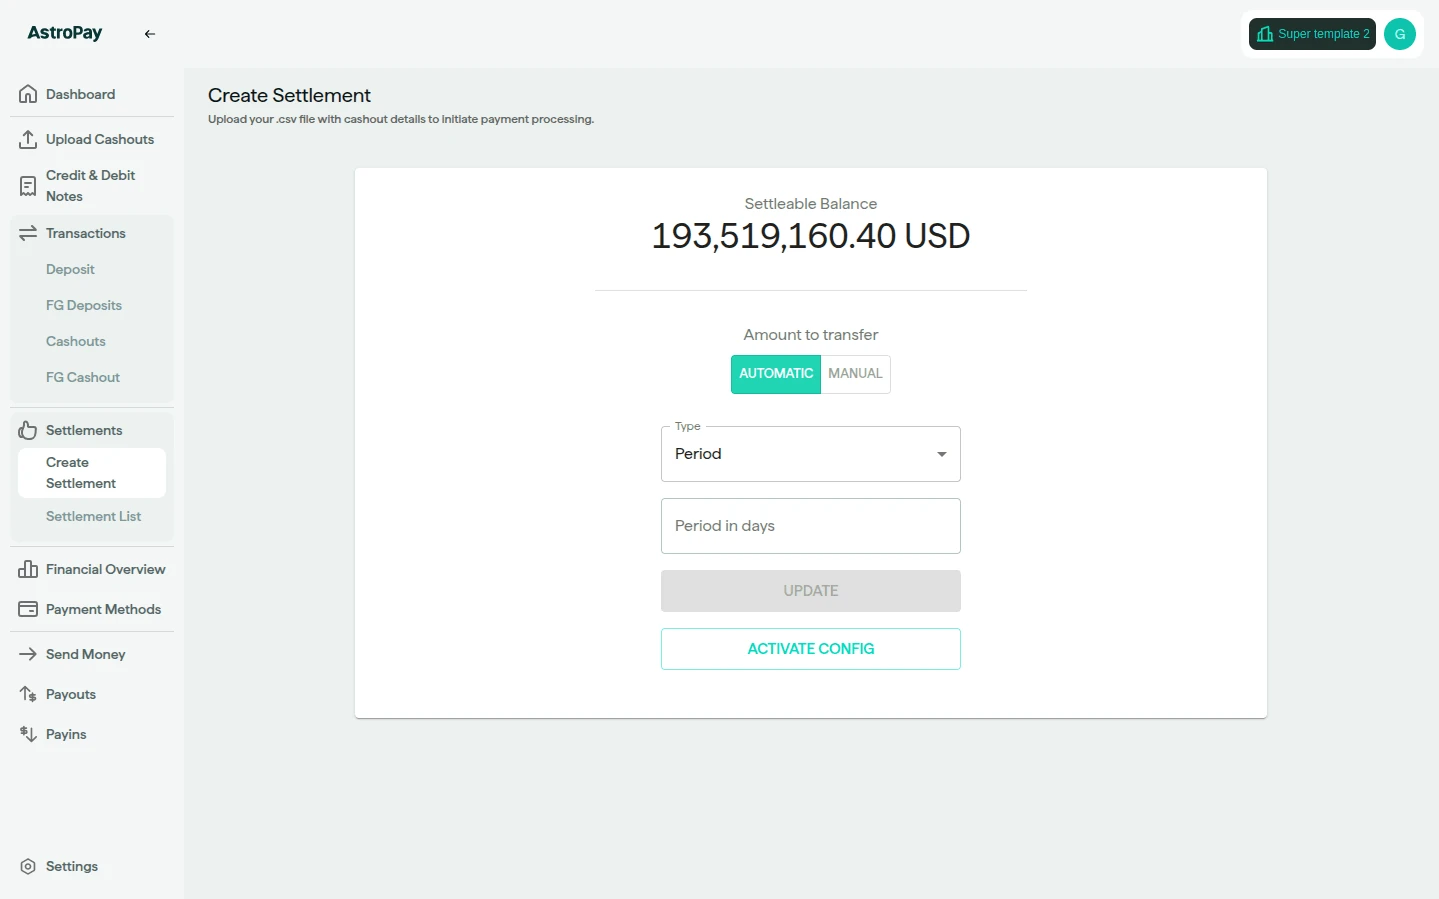 AstroPay
Super template 2
G
Dashboard
Upload Cashouts
Credit & Debit
Notes
Transactions
Deposit
FG Deposits
Cashouts
FG Cashout
Settlements
Create
Settlement
Settlement List
Financial Overview
Payment Methods
Send Money
Payouts
Payins
Settings
Create Settlement
Upload your .csv file with cashout details to initiate payment processing.
Settleable Balance
193,519,160.40 USD
Amount to transfer
AUTOMATIC MANUAL
Type
Period
Period in days
UPDATE
ACTIVATE CONFIG